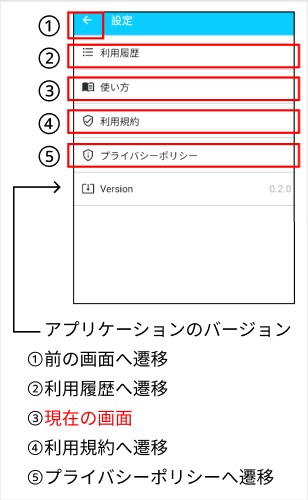 ① ← 設定
② 利用履歴
③ 使い方
④ 利用規約
⑤ プライバシーポリシー
Version 0.2.0
アプリケーションのバージョン
①前の画面へ遷移
②利用履歴へ遷移
③現在の画面
④利用規約へ遷移
⑤プライバシーポリシーへ遷移